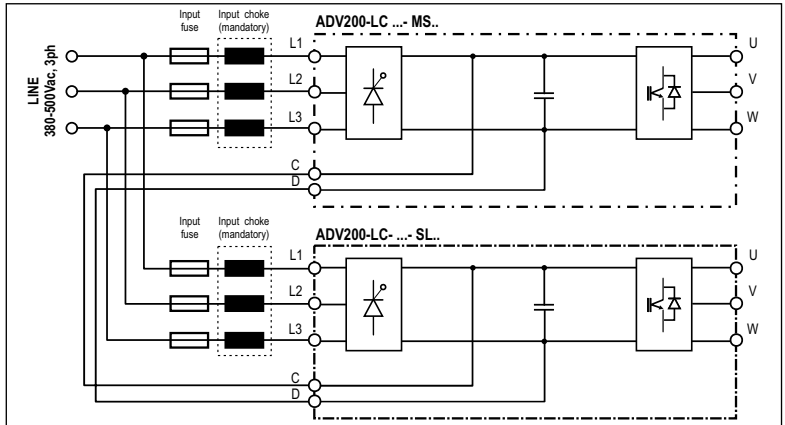 Input fuse
Input choke (mandatory)
ADV200-LC ...- MS..
LINE
380-500Vac, 3ph
L1
L2
L3
C
D
U
V
W
Input fuse
Input choke (mandatory)
ADV200-LC- ...- SL..
L1
L2
L3
C
D
U
V
W